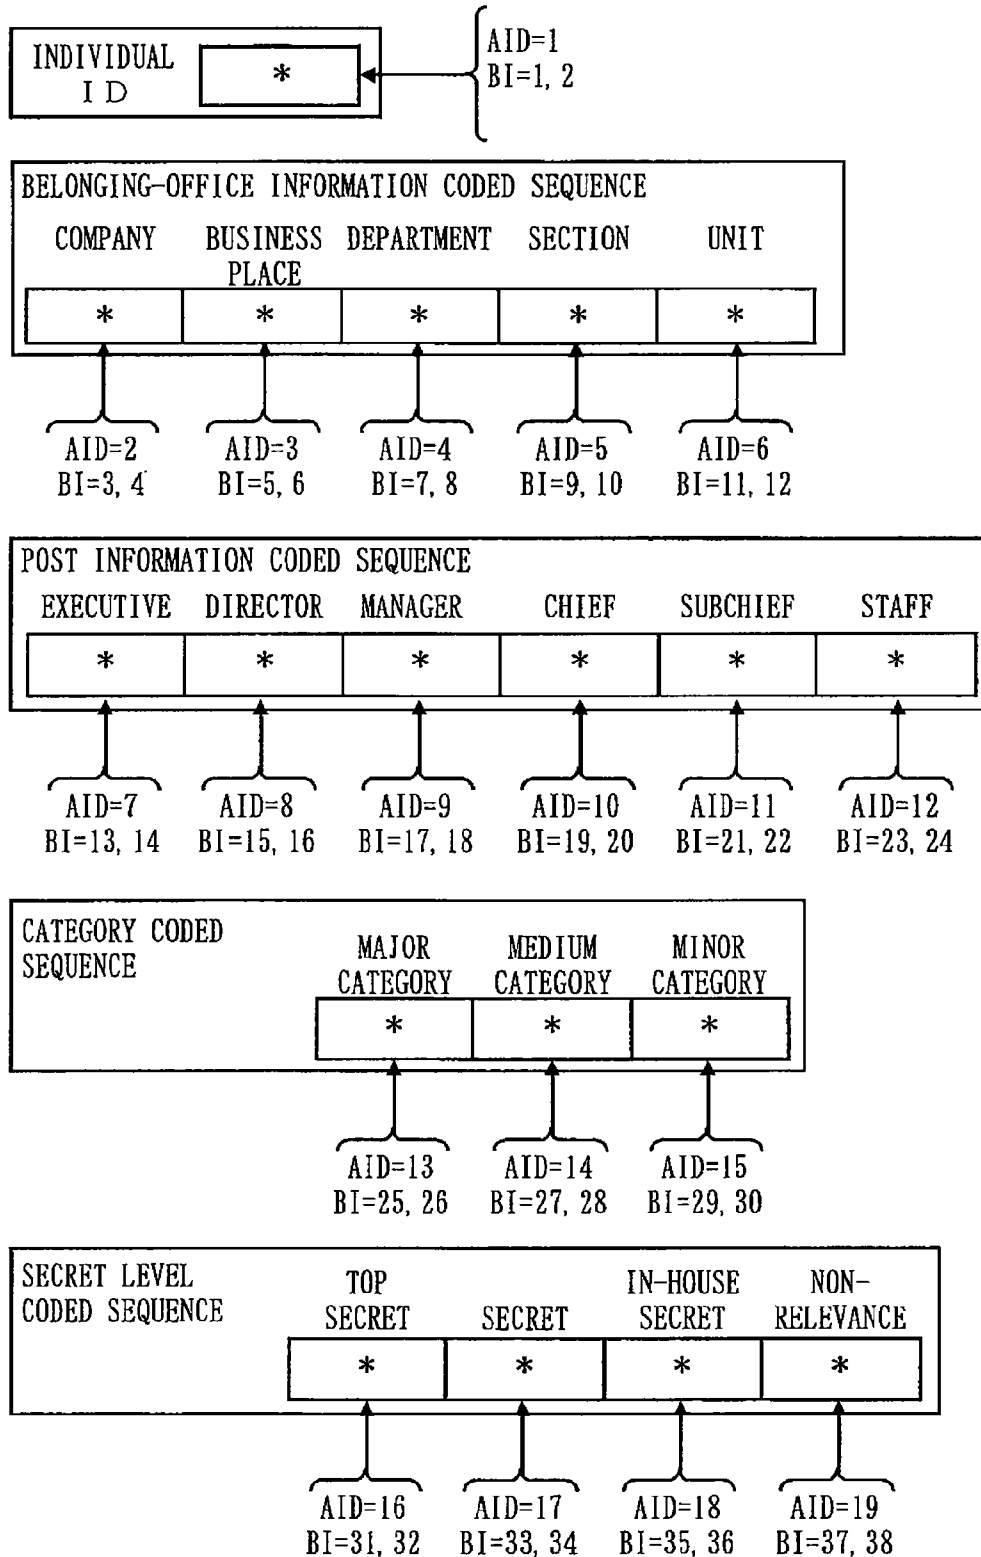 INDIVIDUAL
ID
*
AID=1
BI=1, 2
BELONGING-OFFICE INFORMATION CODED SEQUENCE
COMPANY BUSINESS DEPARTMENT SECTION UNIT
PLACE
* * * * *
AID=2 AID=3 AID=4 AID=5 AID=6
BI=3, 4 BI=5, 6 BI=7, 8 BI=9, 10 BI=11, 12
POST INFORMATION CODED SEQUENCE
EXECUTIVE DIRECTOR MANAGER CHIEF SUBCHIEF STAFF
* * * * * *
AID=7 AID=8 AID=9 AID=10 AID=11 AID=12
BI=13, 14 BI=15, 16 BI=17, 18 BI=19, 20 BI=21, 22 BI=23, 24
CATEGORY CODED
SEQUENCE
MAJOR MEDIUM MINOR
CATEGORY CATEGORY CATEGORY
* * *
AID=13 AID=14 AID=15
BI=25, 26 BI=27, 28 BI=29, 30
SECRET LEVEL
CODED SEQUENCE
TOP IN-HOUSE NON-
SECRET SECRET SECRET RELEVANCE
* * * *
AID=16 AID=17 AID=18 AID=19
BI=31, 32 BI=33, 34 BI=35, 36 BI=37, 38